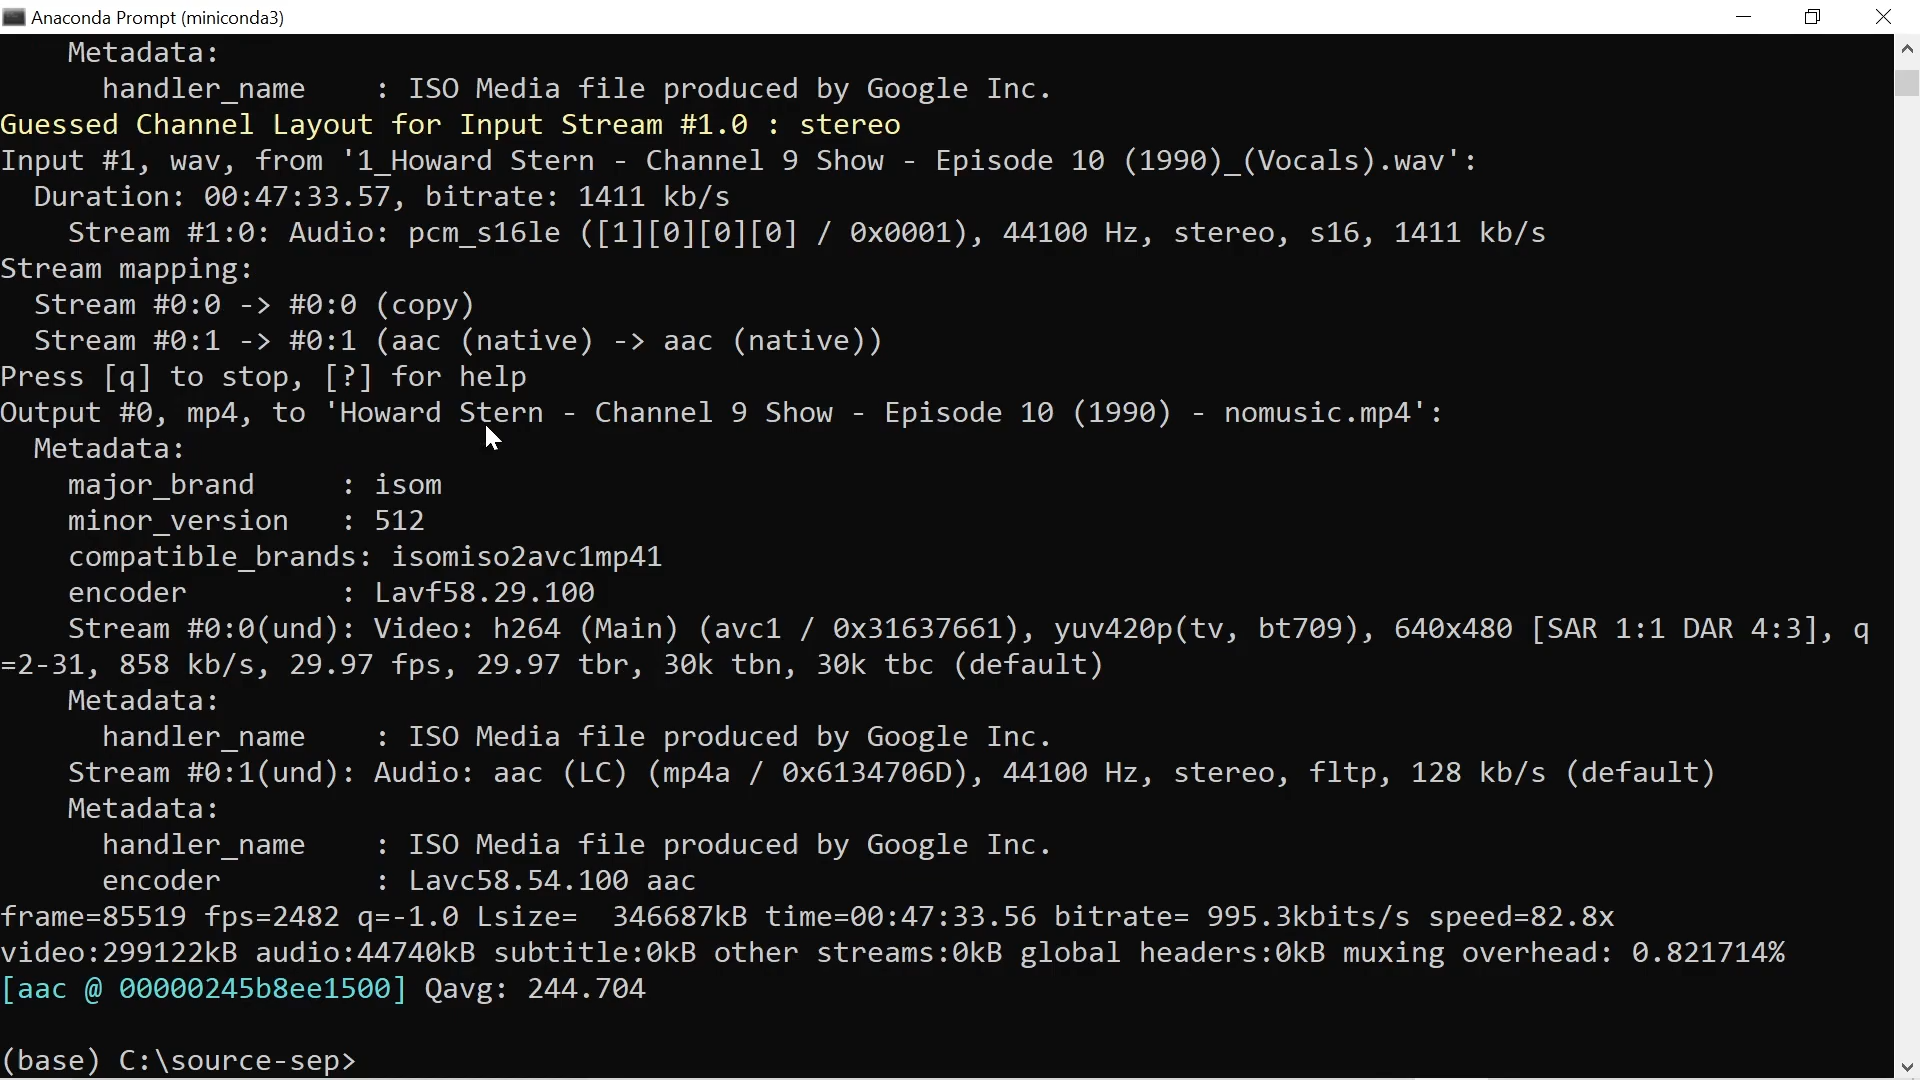 Anaconda Prompt (miniconda3)
Metadata:
handler_name : ISO Media file produced by Google Inc.
Guessed Channel Layout for Input Stream #1.0 : stereo
Input #1, wav, from '1_Howard Stern - Channel 9 Show - Episode 10 (1990)_(Vocals).wav':
Duration: 00:47:33.57, bitrate: 1411 kb/s
Stream #1:0: Audio: pcm_s16le ([1][0][0][0] / 0x0001), 44100 Hz, stereo, s16, 1411 kb/s
Stream mapping:
Stream #0:0 -> #0:0 (copy)
Stream #0:1 -> #0:1 (aac (native) -> aac (native))
Press [q] to stop, [?] for help
Output #0, mp4, to 'Howard Stern - Channel 9 Show - Episode 10 (1990) - nomusic.mp4':
Metadata:
major_brand : isom
minor_version : 512
compatible_brands: isomiso2avc1mp41
encoder : Lavf58.29.100
Stream #0:0(und): Video: h264 (Main) (avc1 / 0x31637661), yuv420p(tv, bt709), 640x480 [SAR 1:1 DAR 4:3], q
=2-31, 858 kb/s, 29.97 fps, 29.97 tbr, 30k tbn, 30k tbc (default)
Metadata:
handler_name : ISO Media file produced by Google Inc.
Stream #0:1(und): Audio: aac (LC) (mp4a / 0x6134706D), 44100 Hz, stereo, fltp, 128 kb/s (default)
Metadata:
handler_name : ISO Media file produced by Google Inc.
encoder : Lavc58.54.100 aac
frame=85519 fps=2482 q=-1.0 Lsize= 346687kB time=00:47:33.56 bitrate= 995.3kbits/s speed=82.8x
video:299122kB audio:44740kB subtitle:0kB other streams:0kB global headers:0kB muxing overhead: 0.821714%
[aac @ 00000245b8ee1500] Qavg: 244.704
(base) C:\source-sep>